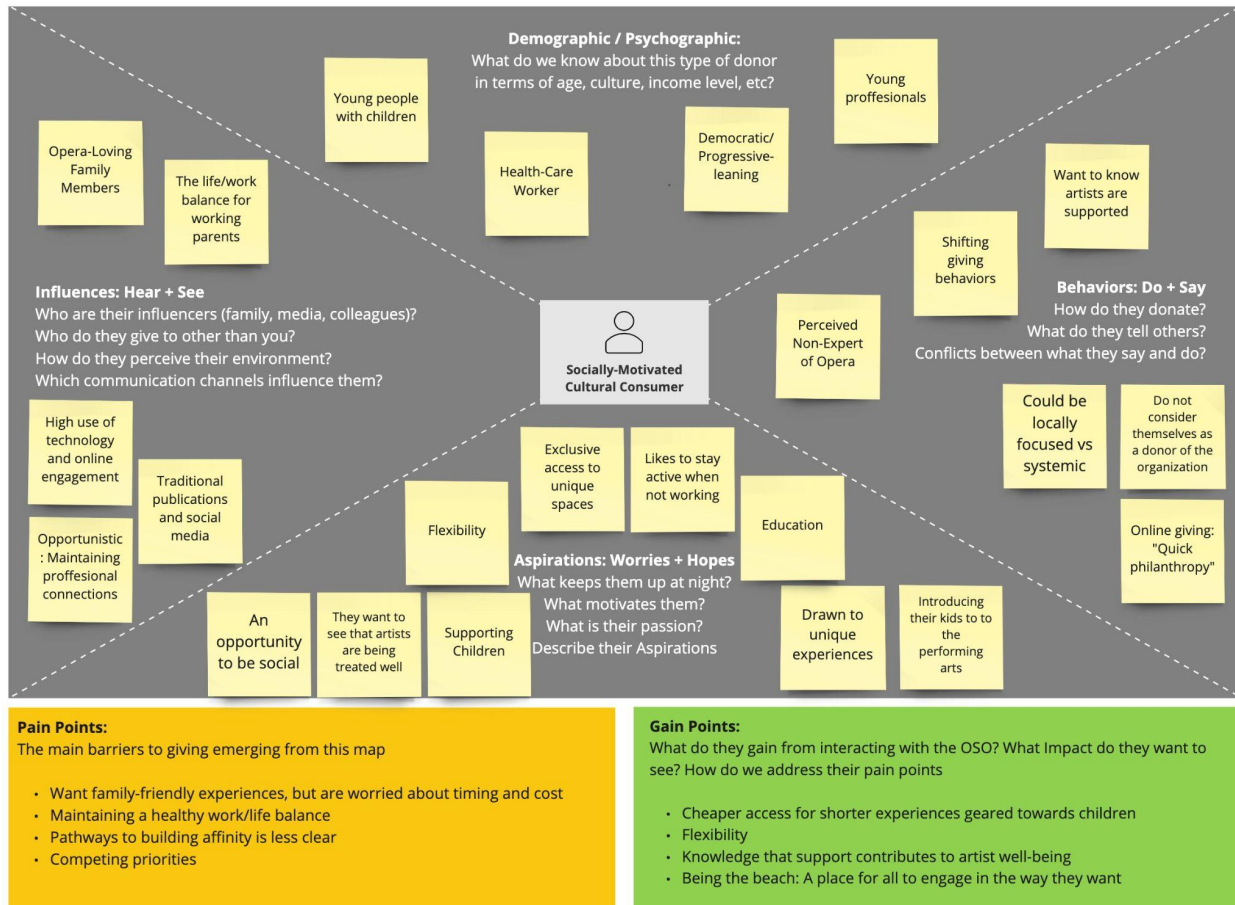 Demographic / Psychographic:
What do we know about this type of donor
in terms of age, culture, income level, etc?
Young people
with children
Health-Care
Worker
Democratic/
Progressive-
leaning
Young
proffesionals
Opera-Loving
Family
Members
The life/work
balance for
working
parents
Influences: Hear + See
Who are their influencers (family, media, colleagues)?
Who do they give to other than you?
How do they perceive their environment?
Which communication channels influence them?
High use of
technology
and online
engagement
Traditional
publications
and social
media
Opportunistic
: Maintaining
proffesional
connections
Socially-Motivated
Cultural Consumer
Want to know
artists are
supported
Shifting
giving
behaviors
Behaviors: Do + Say
How do they donate?
What do they tell others?
Conflicts between what they say and do?
Perceived
Non-Expert
of Opera
Could be
locally
focused vs
systemic
Do not
consider
themselves as
a donor of the
organization
Online giving:
"Quick
philanthropy"
Exclusive
access to
unique
spaces
Likes to stay
active when
not working
Flexibility
Education
Aspirations: Worries + Hopes
What keeps them up at night?
What motivates them?
What is their passion?
Describe their Aspirations
An
opportunity
to be social
They want to
see that artists
are being
treated well
Supporting
Children
Drawn to
unique
experiences
Introducing
their kids to to
the
performing
arts
Pain Points:
The main barriers to giving emerging from this map
• Want family-friendly experiences, but are worried about timing and cost
• Maintaining a healthy work/life balance
• Pathways to building affinity is less clear
• Competing priorities
Gain Points:
What do they gain from interacting with the OSO? What Impact do they want to
see? How do we address their pain points
• Cheaper access for shorter experiences geared towards children
• Flexibility
• Knowledge that support contributes to artist well-being
• Being the beach: A place for all to engage in the way they want